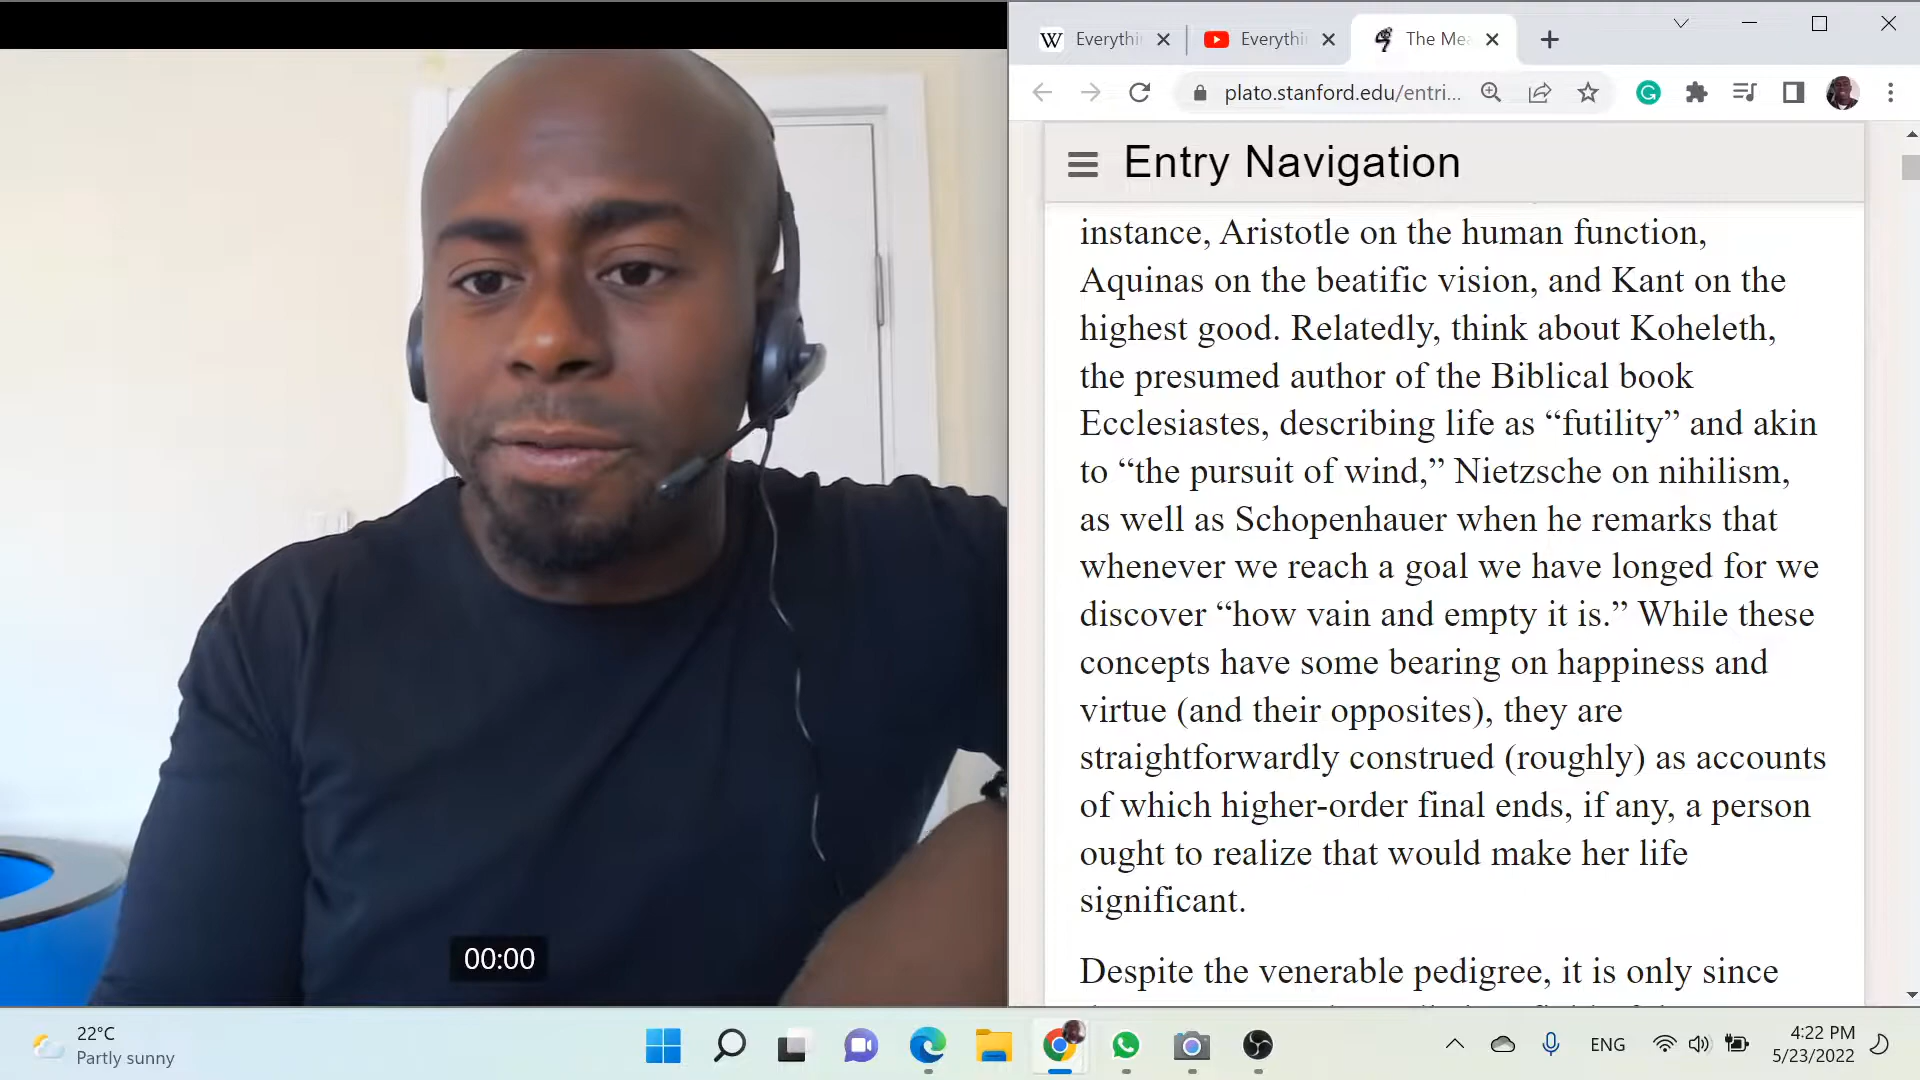 Everythi
Everythi
The Mea
plato.stanford.edu/entri...
Entry Navigation
instance, Aristotle on the human function,
Aquinas on the beatific vision, and Kant on the
highest good. Relatedly, think about Koheleth,
the presumed author of the Biblical book
Ecclesiastes, describing life as “futility” and akin
to “the pursuit of wind,” Nietzsche on nihilism,
as well as Schopenhauer when he remarks that
whenever we reach a goal we have longed for we
discover “how vain and empty it is.” While these
concepts have some bearing on happiness and
virtue (and their opposites), they are
straightforwardly construed (roughly) as accounts
of which higher-order final ends, if any, a person
ought to realize that would make her life
significant.
Despite the venerable pedigree, it is only since
00:00
22°C
Partly sunny
ENG
4:22 PM
5/23/2022